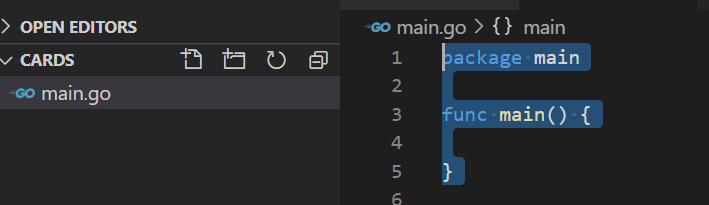 OPEN EDITORS
CARDS
GO main.go
GO main.go > {} main
1 package main
2
3 func main() {
4
5 }
6